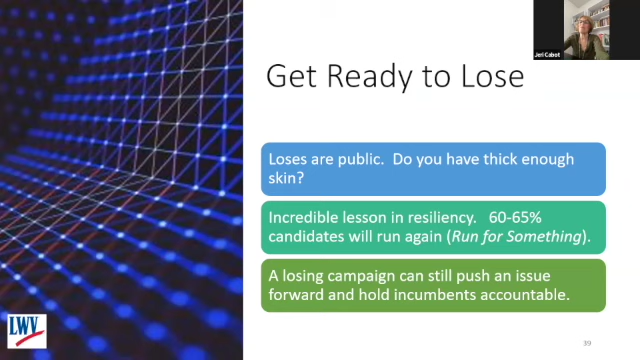 Jeri Cabot
Get Ready to Lose
Loses are public. Do you have thick enough
skin?
Incredible lesson in resiliency. 60-65%
candidates will run again (Run for Something).
A losing campaign can still push an issue
forward and hold incumbents accountable.
LWV
39